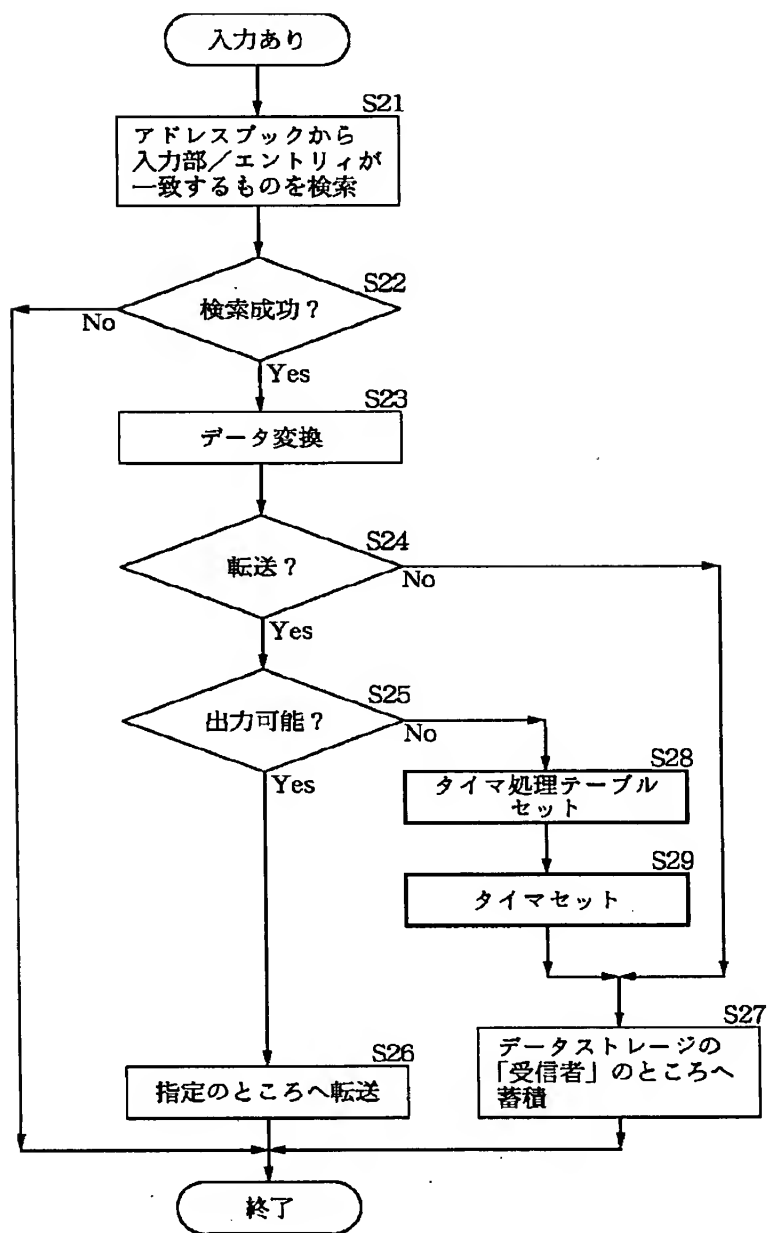 入力あり
S21
アドレスブックから
入力部／エントリィが
一致するものを検索
S22
検索成功？
No
Yes
S23
データ変換
S24
転送？
No
Yes
S25
出力可能？
No
Yes
S28
タイマ処理テーブル
セット
S29
タイマセット
S27
データストレージの
「受信者」のところへ
蓄積
S26
指定のところへ転送
終了